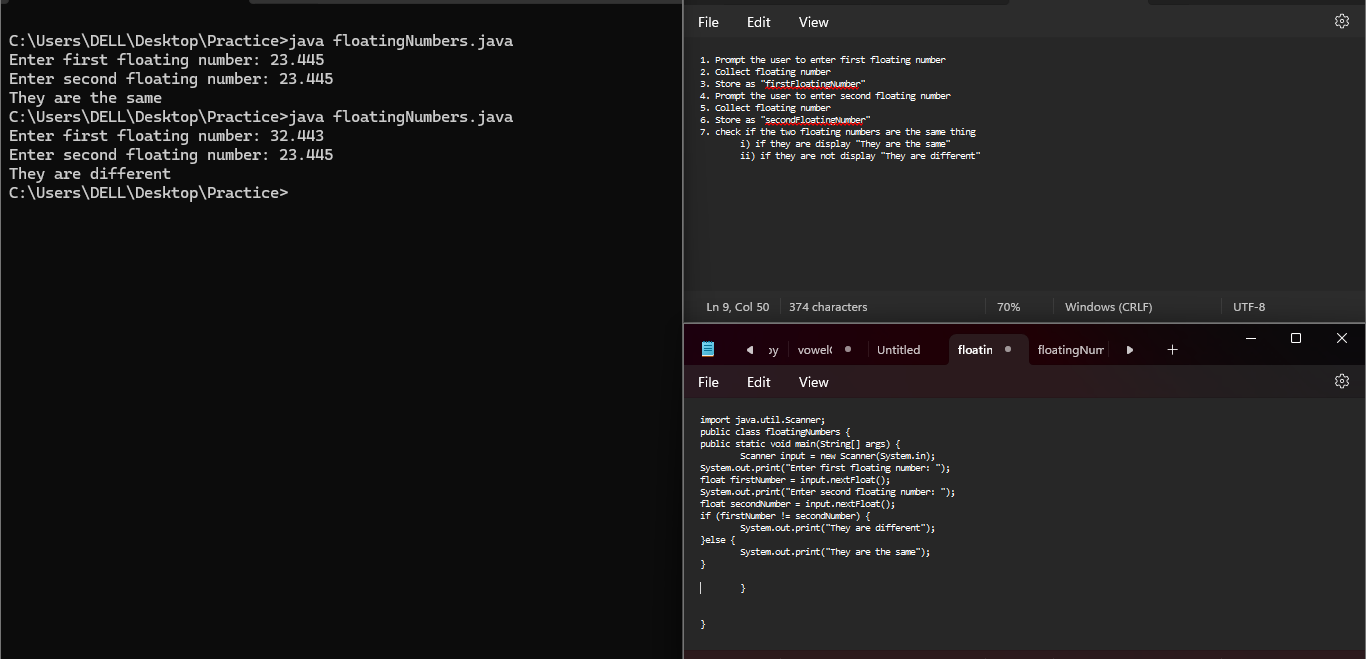 C:\Users\DELL\Desktop\Practice>java floatingNumbers.java
Enter first floating number: 23.445
Enter second floating number: 23.445
They are the same
C:\Users\DELL\Desktop\Practice>java floatingNumbers.java
Enter first floating number: 32.443
Enter second floating number: 23.445
They are different
C:\Users\DELL\Desktop\Practice>
File Edit View
1. Prompt the user to enter first floating number
2. Collect floating number
3. Store as "firstFloatingNumber"
4. Prompt the user to enter second floating number
5. Collect floating number
6. Store as "secondFloatingNumber"
7. check if the two floating numbers are the same thing
i) if they are display "They are the same"
ii) if they are not display "They are different"
Ln 9, Col 50 374 characters 70% Windows (CRLF) UTF-8
py vowelC Untitled floatin floatingNum
File Edit View
import java.util.Scanner;
public class floatingNumbers {
public static void main(String[] args) {
Scanner input = new Scanner(System.in);
System.out.print("Enter first floating number: ");
float firstNumber = input.nextFloat();
System.out.print("Enter second floating number: ");
float secondNumber = input.nextFloat();
if (firstNumber != secondNumber) {
System.out.print("They are different");
}else {
System.out.print("They are the same");
}
}
}